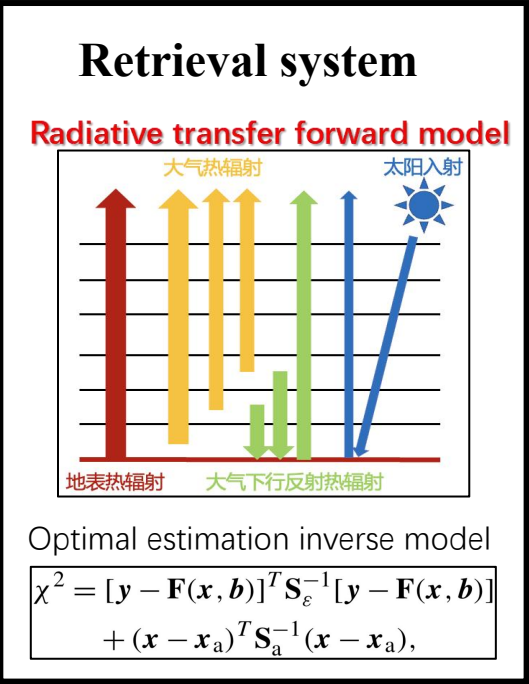 Retrieval system
Radiative transfer forward model
大气热辐射 太阳入射
地表热辐射 大气下行反射热辐射
Optimal estimation inverse model
χ² = [y − F(x, b)]ᵀ S_ε⁻¹ [y − F(x, b)]
+ (x − x_a)ᵀ S_a⁻¹ (x − x_a),